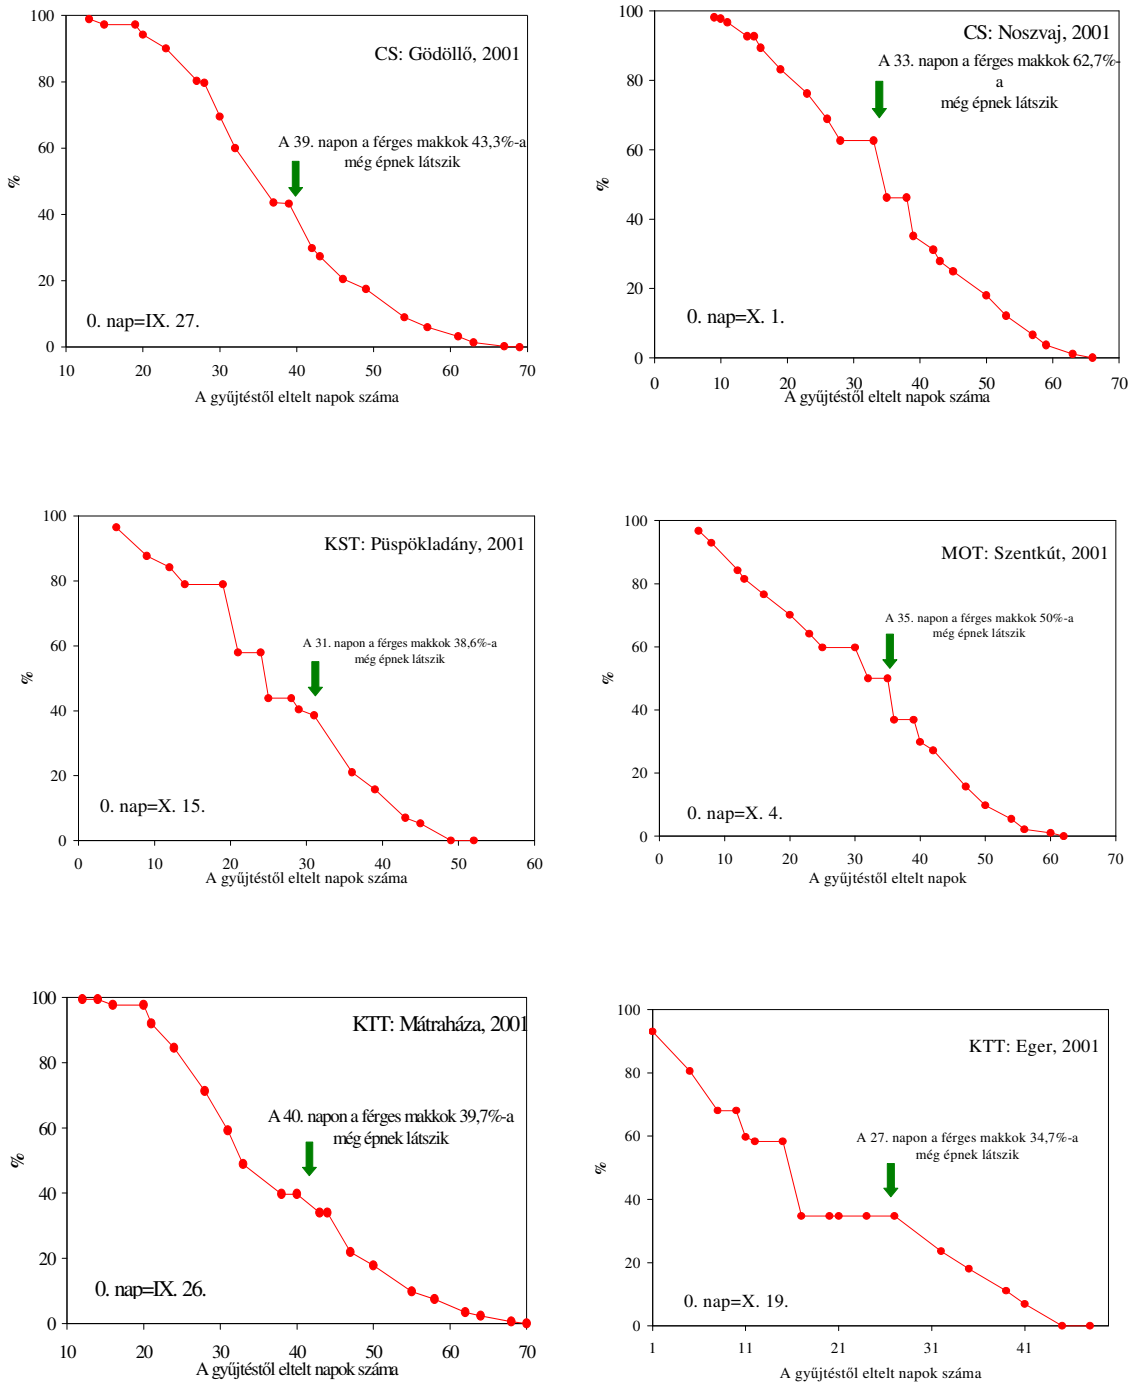 CS: Gödöllő, 2001
A 39. napon a férges makkok 43,3%-a
még épnek látszik
100
80
60
40
20
0
%
0. nap=IX. 27.
10 20 30 40 50 60 70
A gyűjtéstől eltelt napok száma
CS: Noszvaj, 2001
A 33. napon a férges makkok 62,7%-
a
még épnek látszik
100
80
60
40
20
0
%
0. nap=X. 1.
0 10 20 30 40 50 60 70
A gyűjtéstől eltelt napok száma
KST: Püspökladány, 2001
A 31. napon a férges makkok 38,6%-a
még épnek látszik
100
80
60
40
20
0
%
0. nap=X. 15.
0 10 20 30 40 50 60
A gyűjtéstől eltelt napok száma
MOT: Szentkút, 2001
A 35. napon a férges makkok 50%-a
még épnek látszik
100
80
60
40
20
0
%
0. nap=X. 4.
0 10 20 30 40 50 60 70
A gyűjtéstől eltelt napok
KTT: Mátraháza, 2001
A 40. napon a férges makkok 39,7%-a
még épnek látszik
100
80
60
40
20
0
%
0. nap=IX. 26.
10 20 30 40 50 60 70
A gyűjtéstől eltelt napok száma
KTT: Eger, 2001
A 27. napon a férges makkok 34,7%-a
még épnek látszik
100
80
60
40
20
0
%
0. nap=X. 19.
1 11 21 31 41
A gyűjtéstől eltelt napok száma